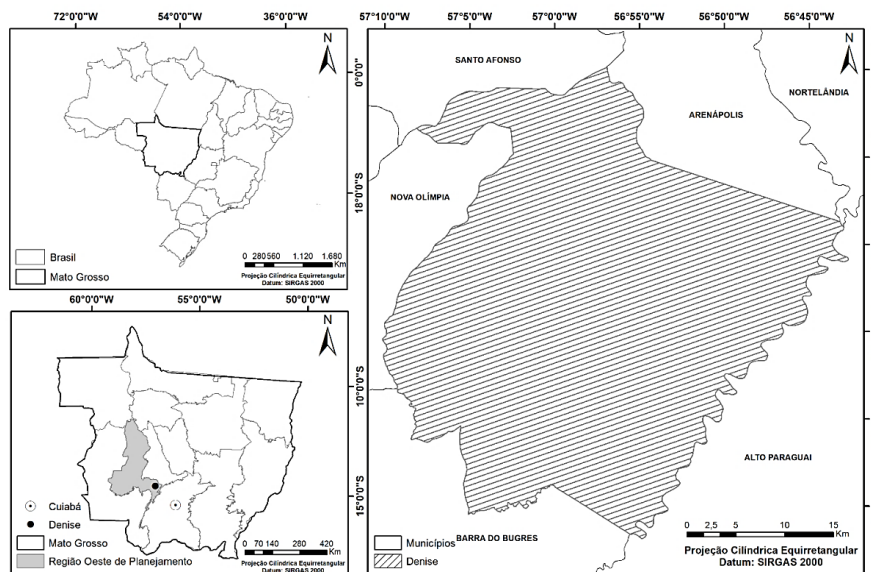 72°0'0"W 54°0'0"W 36°0'0"W
N
0°0'0"
18°0'0"S
Brasil
Mato Grosso
0 280 560 1.120 1.680
Km
Projeção Cilíndrica Equirretangular
Datum: SIRGAS 2000
60°0'0"W 55°0'0"W 50°0'0"W
N
10°0'0"S
15°0'0"S
Cuiabá
Denise
Mato Grosso
Região Oeste de Planejamento
0 70 140 280 420
Km
Projeção Cilíndrica Equirretangular
Datum: SIRGAS 2000
57°10'0"W 57°5'0"W 57°0'0"W 56°55'0"W 56°50'0"W 56°45'0"W
N
SANTO AFONSO
NORTELÂNDIA
ARENÁPOLIS
NOVA OLÍMPIA
ALTO PARAGUAI
BARRA DO BUGRES
Municípios
Denise
0 2,5 5 10 15
Km
Projeção Cilíndrica Equirretangular
Datum: SIRGAS 2000